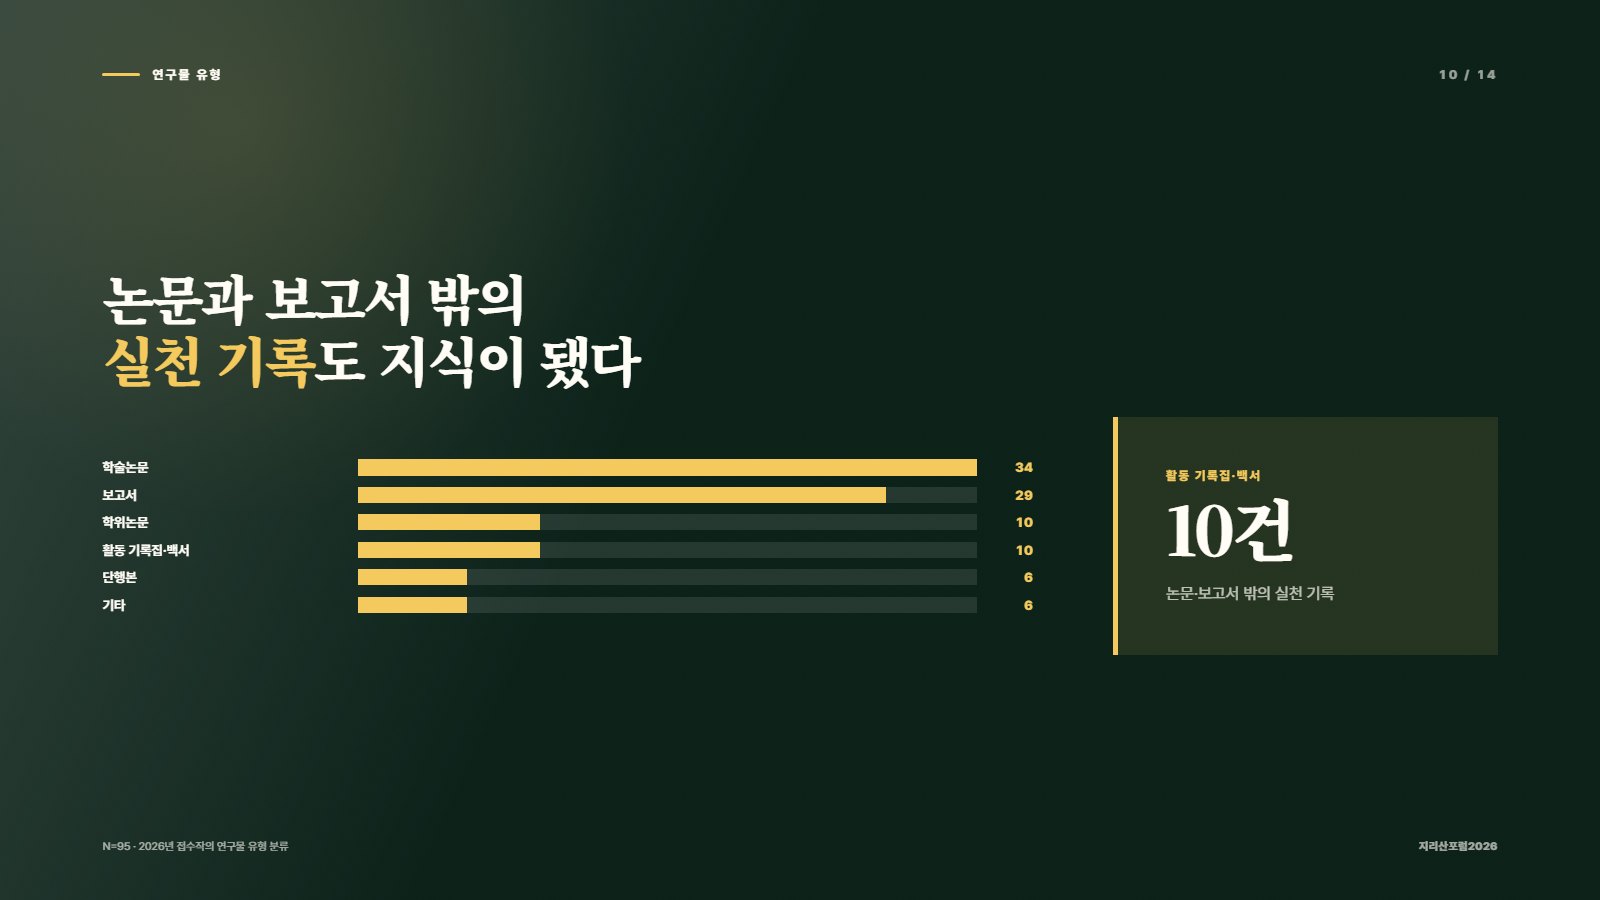 연구물 유형
10 / 14
논문과 보고서 밖의
실천 기록도 지식이 됐다
학술논문 34
보고서 29
학위논문 10
활동 기록집·백서 10
단행본 6
기타 6
활동 기록집·백서
10건
논문·보고서 밖의 실천 기록
N=95 · 2026년 접수작의 연구물 유형 분류
지리산포럼2026